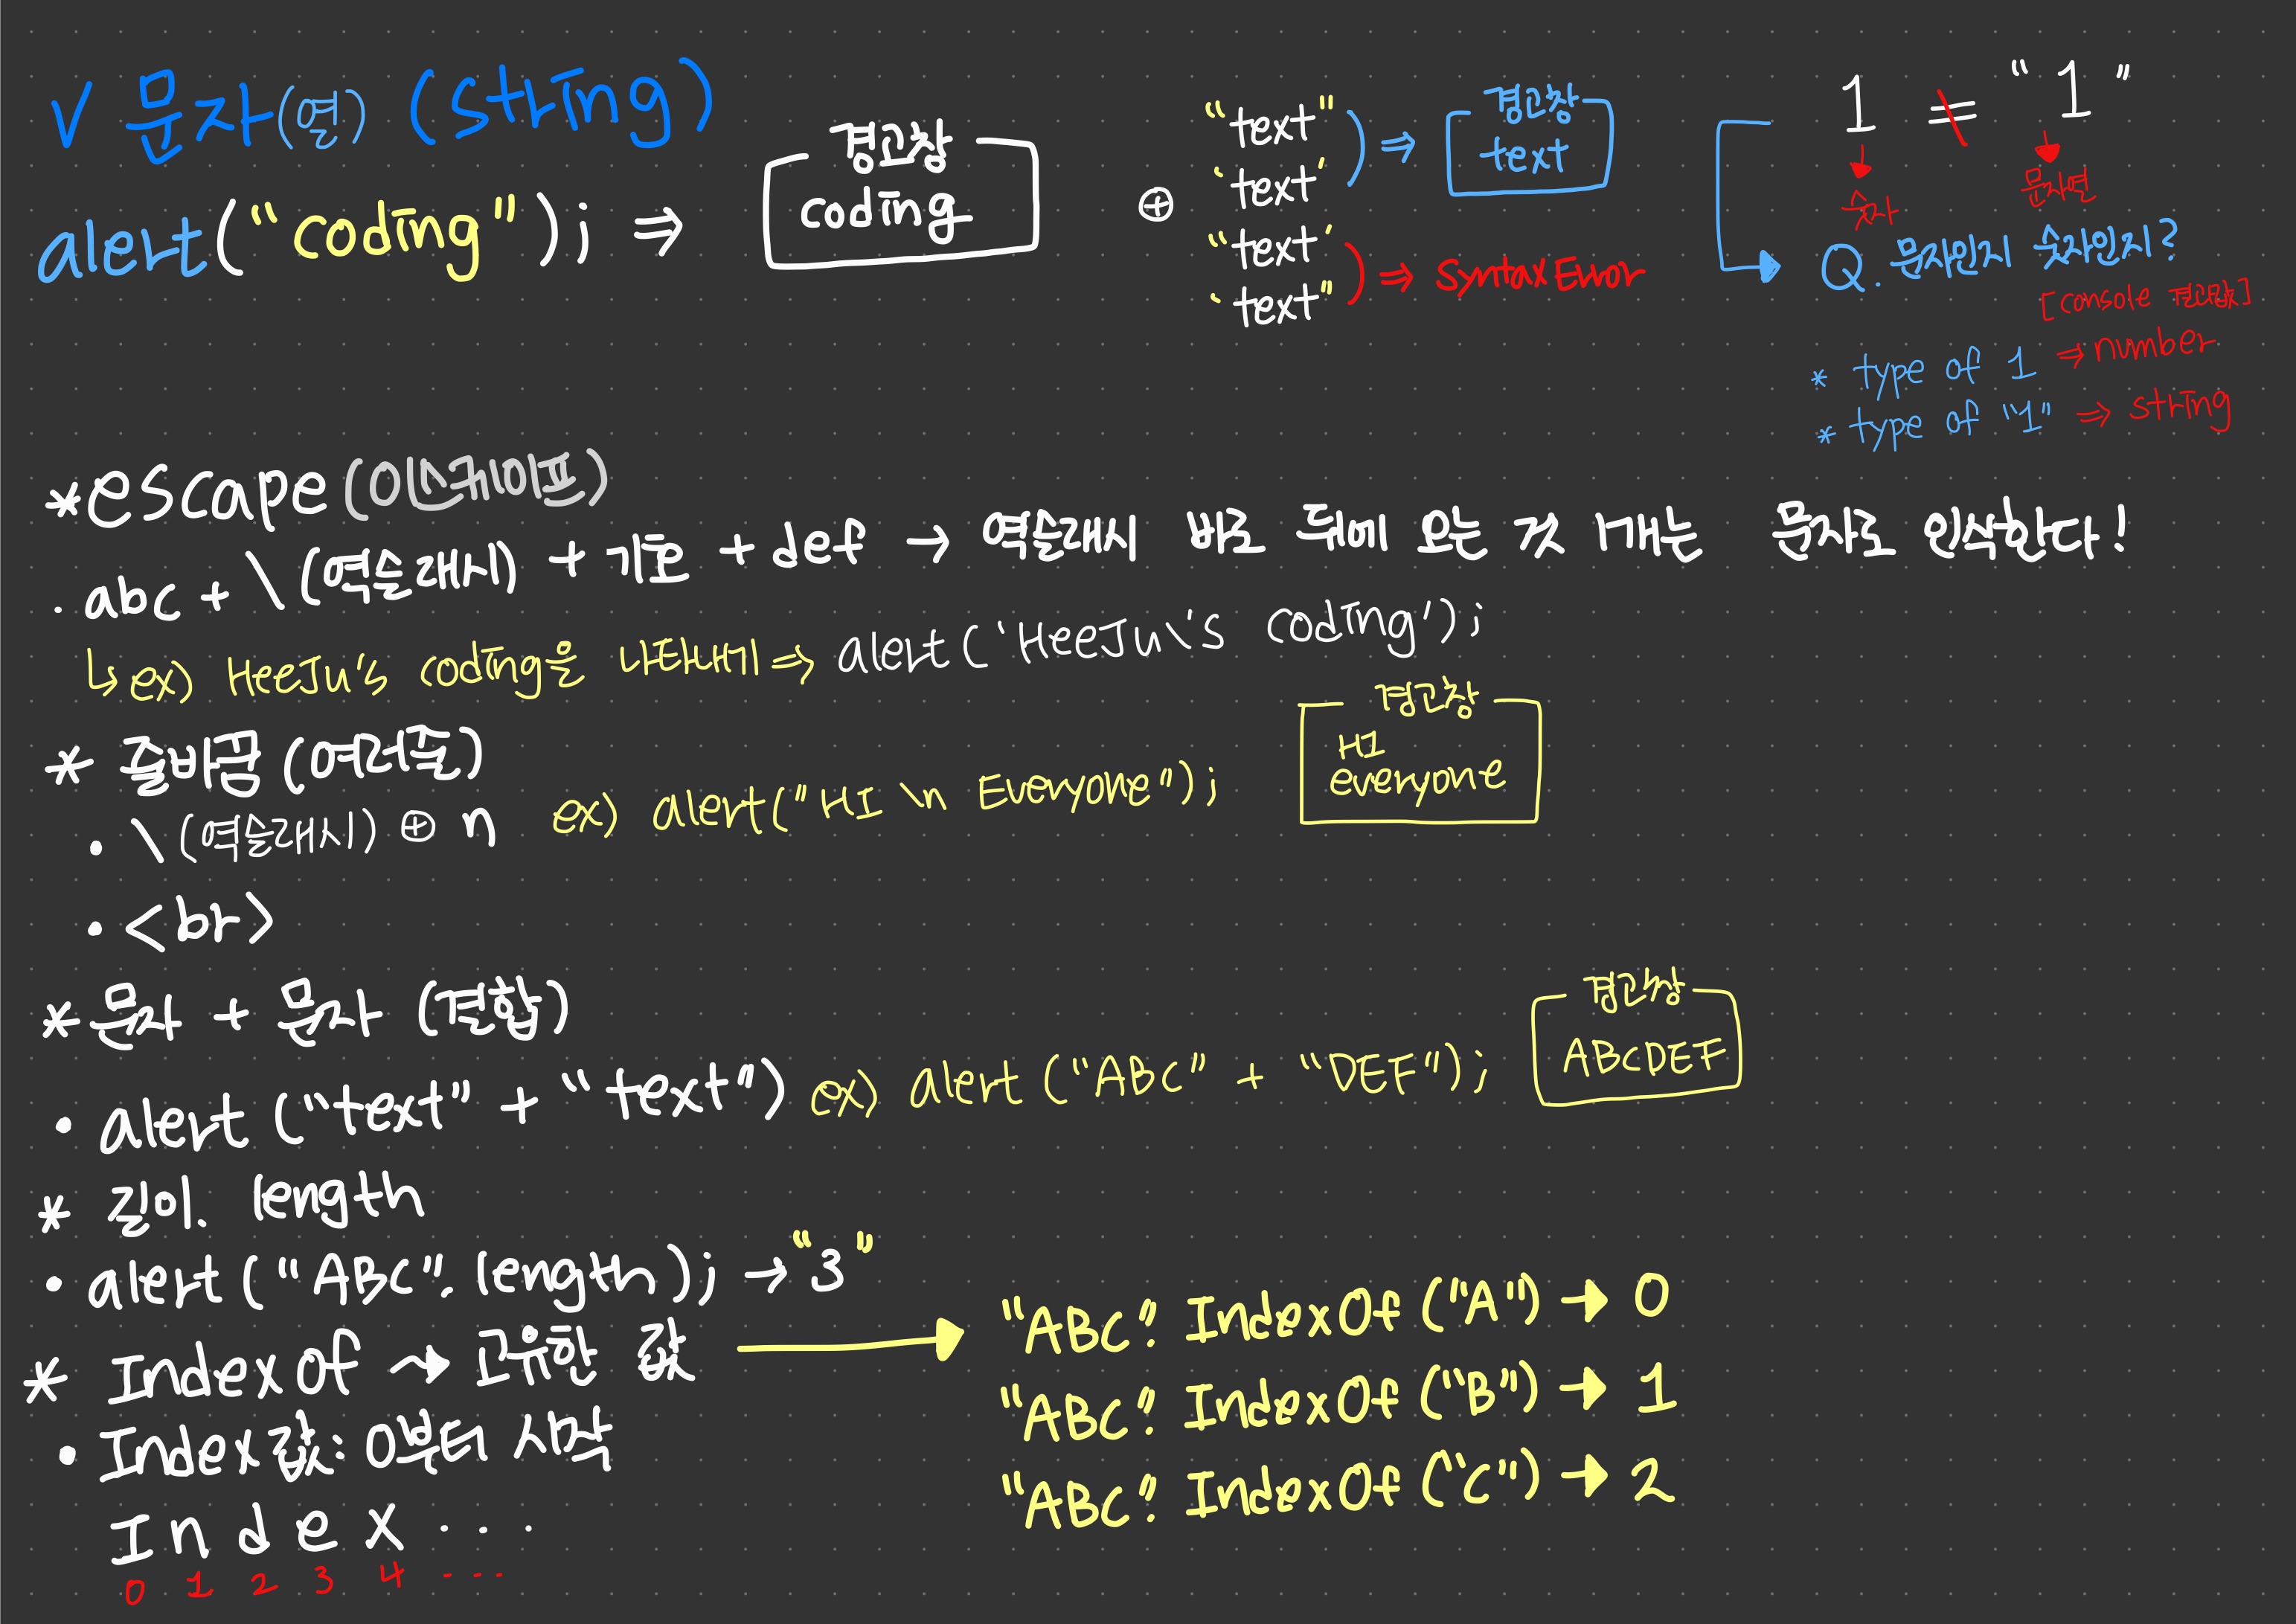 V 문자(열) (string)
alert("coding"); ⇒
경고창
coding
⊕
"text"
'text'
⇒
경고창
text
"text'
'text"
⇒ SyntaxError
1 ≠ "1"
숫자
문자열
Q. 문자인지 숫자인지?
[console 결과값]
* type of 1 → number
* type of "1" ⇒ string
*escape(이스케이프)
· abc + \(역슬래시) + 기호 + def → 역슬래시 바로 뒤에 오는 것 1개는 문자로 인식한다!
↳ ex) HeeJu's coding을 나타내기 ⇒ alert('HeeJu\'s coding');
* 줄바꿈(여러줄)
· \(역슬래시) ⊕ n ex) alert("HI \n Everyone");
경고창
HI
everyone
· <br>
*문자 + 문자 (결합)
· alert("text" + "text") ex) alert("ABC" + "DEF");
경고창
ABCDEF
* 길이. length
· alert("ABC".length); → "3"
* IndexOf → 고유한 값
"ABC".IndexOf("A") → 0
"ABC".IndexOf("B") → 1
"ABC".IndexOf("C") → 2
· Index값: 0부터 시작
I n d e x . . .
0 1 2 3 4 ...